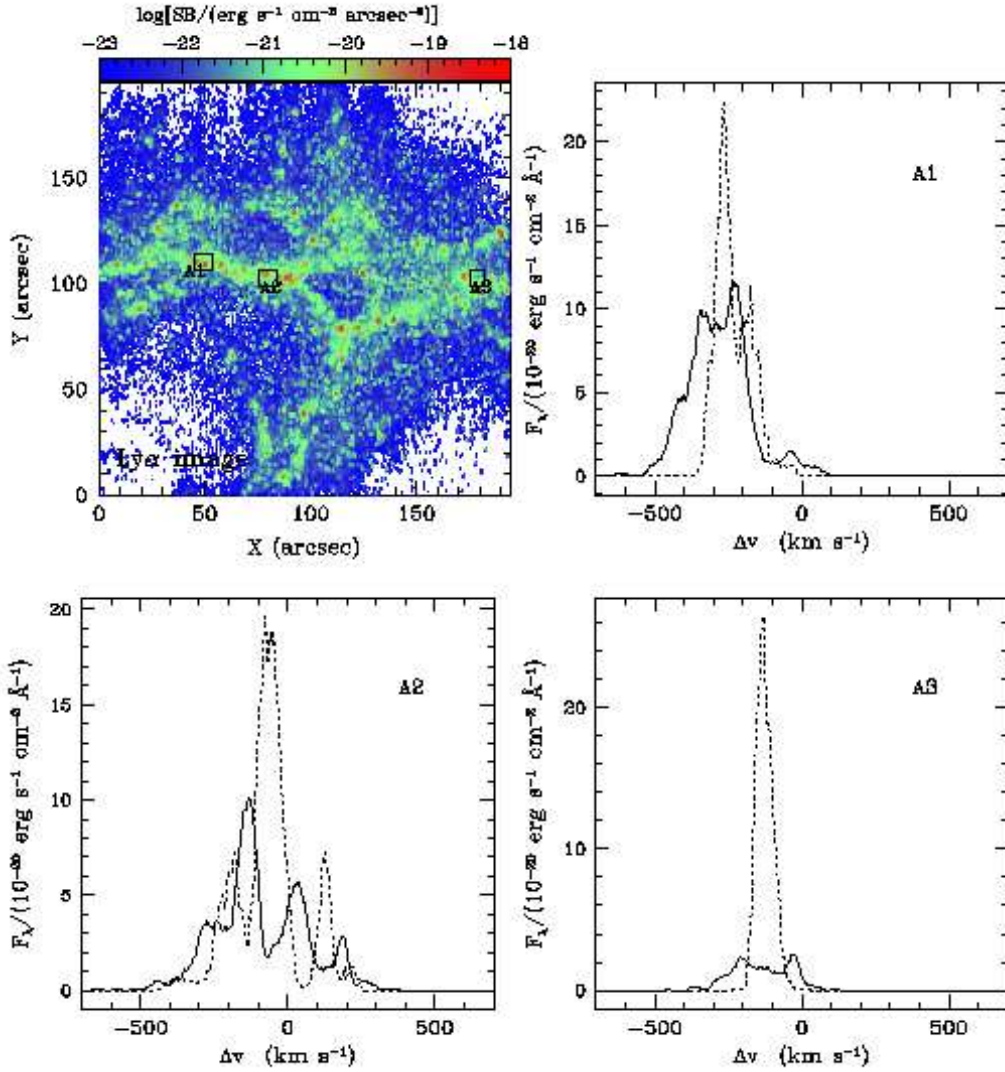 log[SB/(erg s⁻¹ cm⁻² arcsec⁻²)]
−23 −22 −21 −20 −19 −18
Y (arcsec)
150
100
50
0
A1
A2
A3
Lyα image
0 50 100 150
X (arcsec)
F_λ/(10⁻²⁰ erg s⁻¹ cm⁻² Å⁻¹)
20
15
10
5
0
A1
−500 0 500
Δv (km s⁻¹)
F_λ/(10⁻²⁰ erg s⁻¹ cm⁻² Å⁻¹)
20
15
10
5
0
A2
−500 0 500
Δv (km s⁻¹)
F_λ/(10⁻²⁰ erg s⁻¹ cm⁻² Å⁻¹)
20
10
0
A3
−500 0 500
Δv (km s⁻¹)